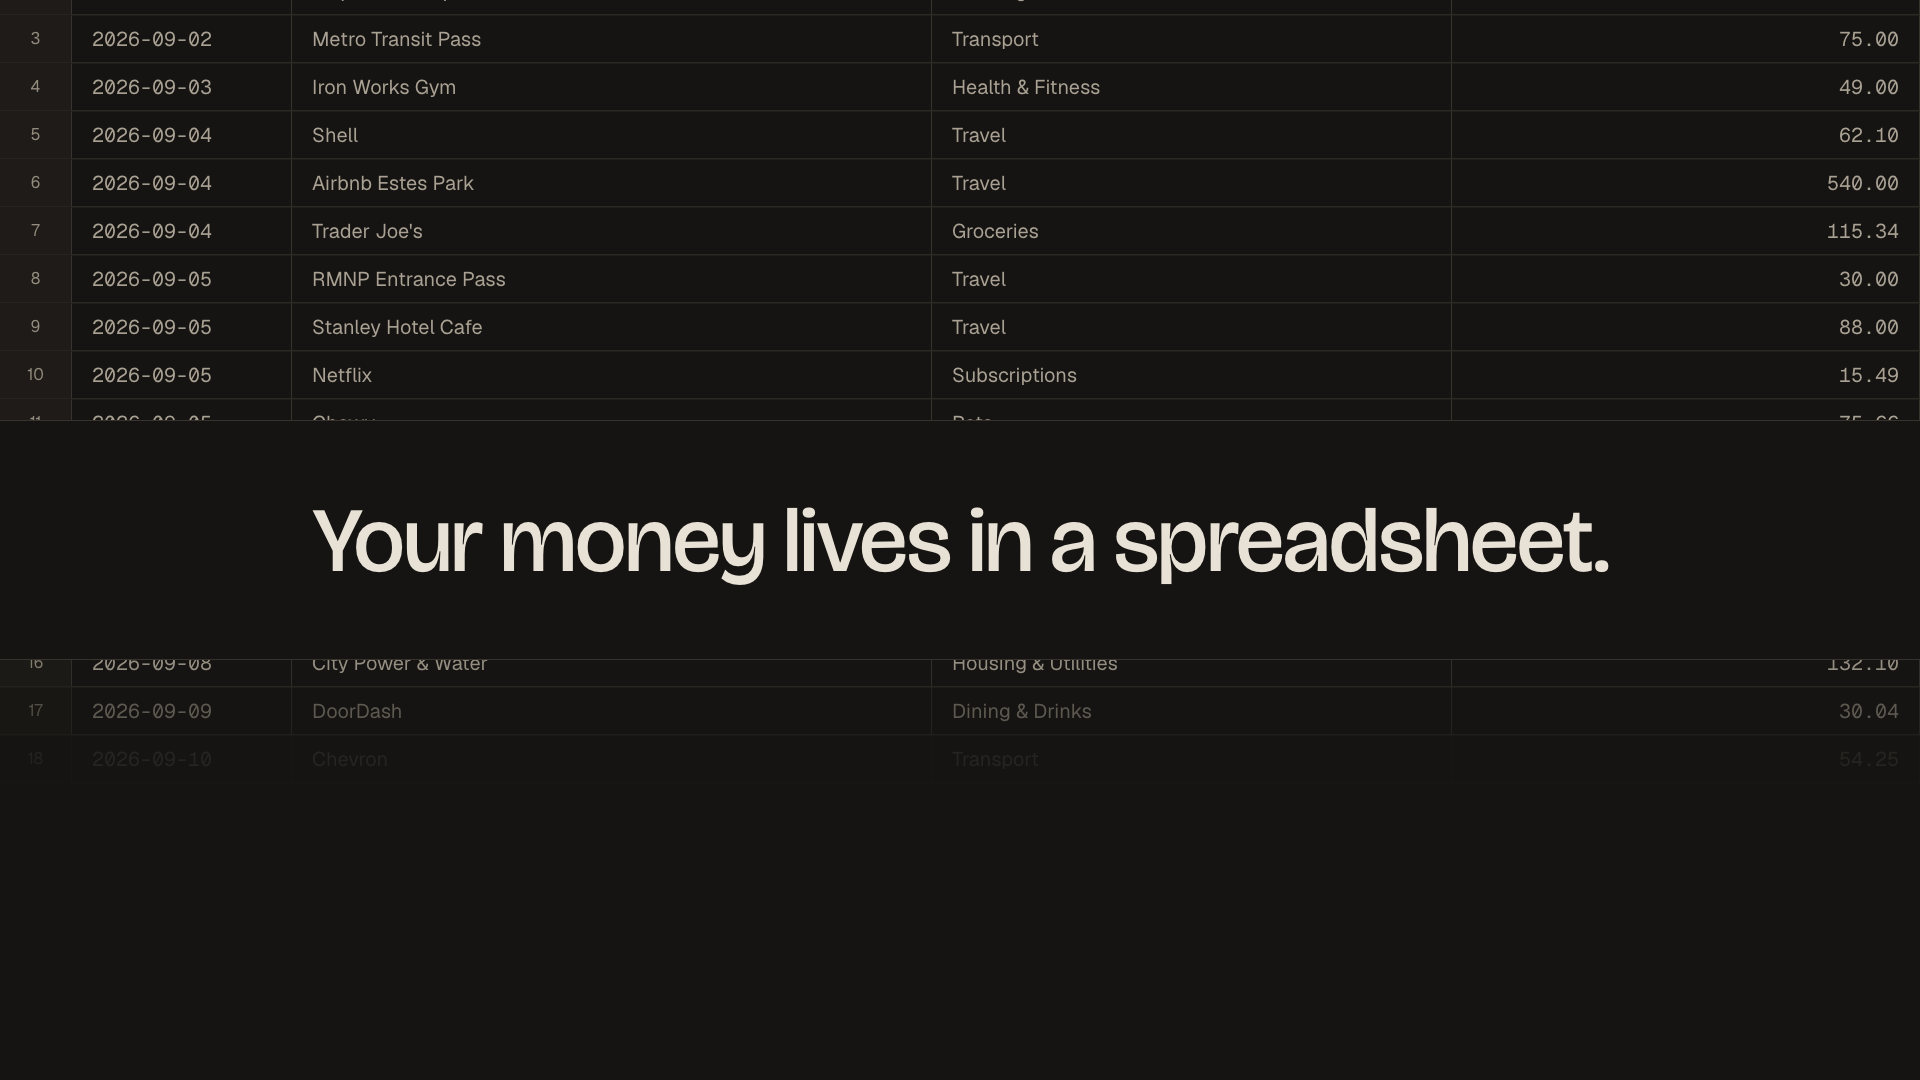 3 2026-09-02 Metro Transit Pass Transport 75.00
4 2026-09-03 Iron Works Gym Health & Fitness 49.00
5 2026-09-04 Shell Travel 62.10
6 2026-09-04 Airbnb Estes Park Travel 540.00
7 2026-09-04 Trader Joe's Groceries 115.34
8 2026-09-05 RMNP Entrance Pass Travel 30.00
9 2026-09-05 Stanley Hotel Cafe Travel 88.00
10 2026-09-05 Netflix Subscriptions 15.49
Your money lives in a spreadsheet.
16 2026-09-08 City Power & Water Housing & Utilities 132.10
17 2026-09-09 DoorDash Dining & Drinks 30.04
18 2026-09-10 Chevron Transport 54.25